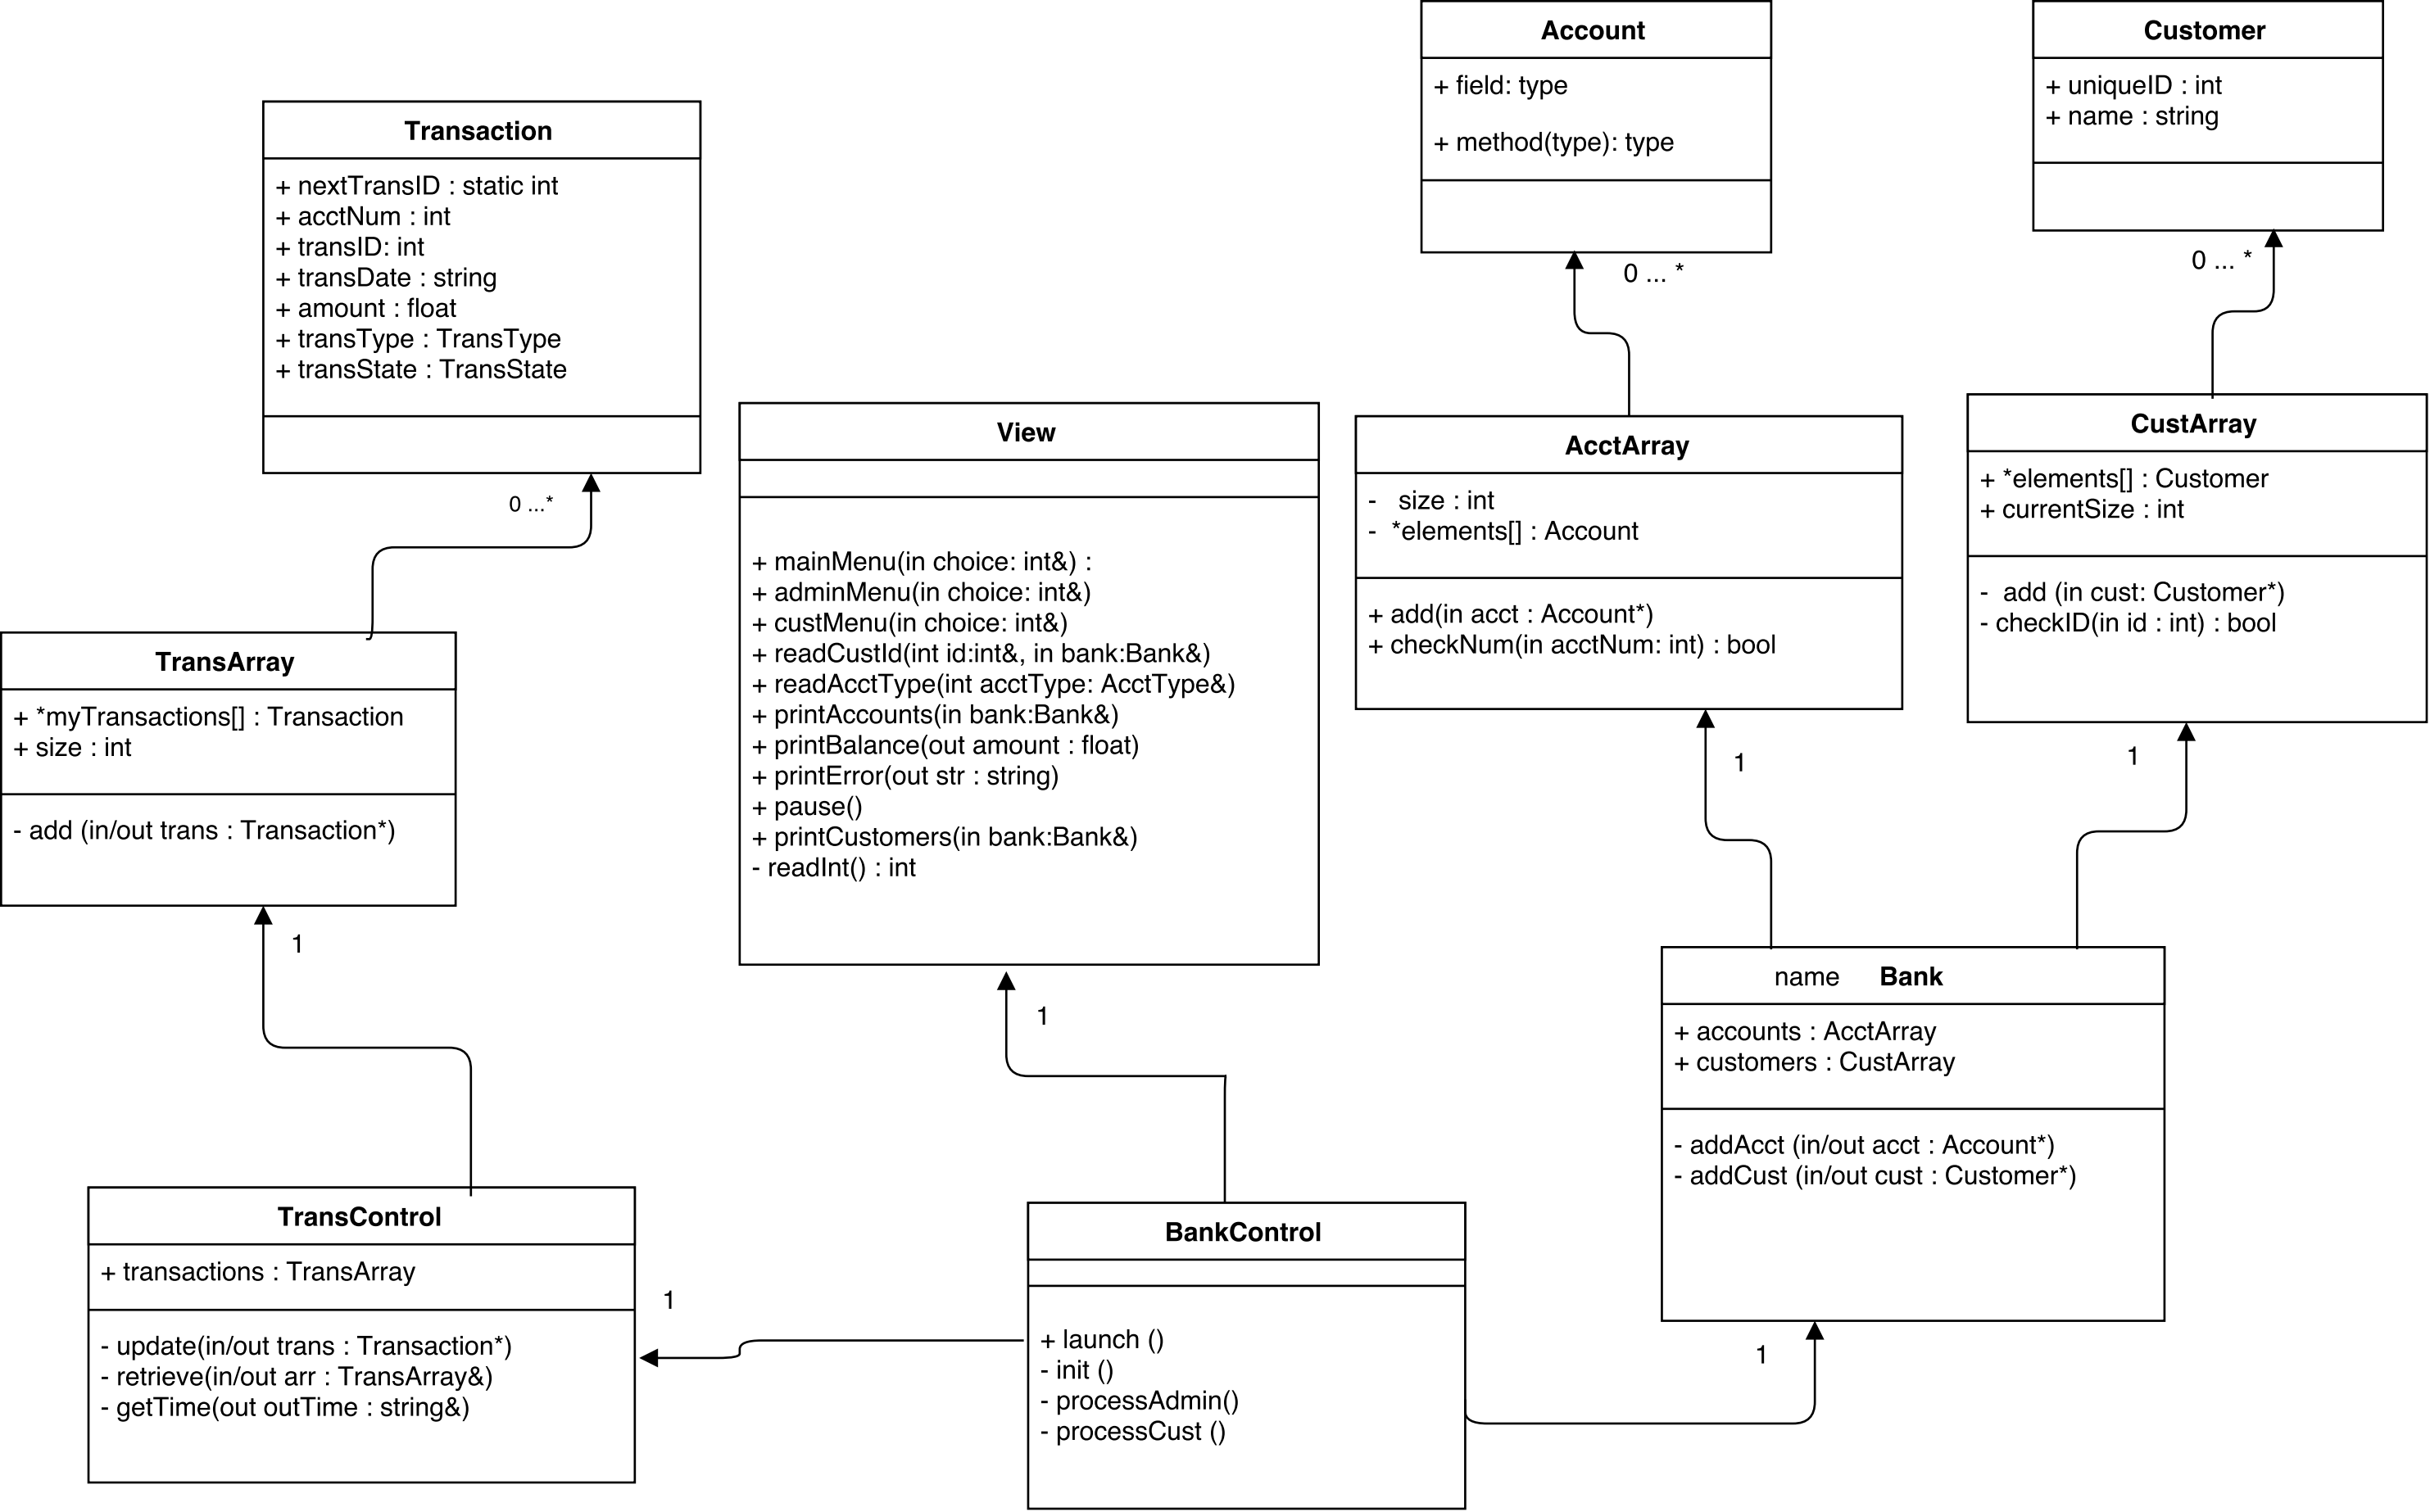 Account
+ field: type
+ method(type): type
0 ... *
Customer
+ uniqueID : int
+ name : string
0 ... *
Transaction
+ nextTransID : static int
+ acctNum : int
+ transID: int
+ transDate : string
+ amount : float
+ transType : TransType
+ transState : TransState
0 ...*
View
+ mainMenu(in choice: int&) :
+ adminMenu(in choice: int&)
+ custMenu(in choice: int&)
+ readCustId(int id:int&, in bank:Bank&)
+ readAcctType(int acctType: AcctType&)
+ printAccounts(in bank:Bank&)
+ printBalance(out amount : float)
+ printError(out str : string)
+ pause()
+ printCustomers(in bank:Bank&)
- readInt() : int
1
AcctArray
- size : int
- *elements[] : Account
+ add(in acct : Account*)
+ checkNum(in acctNum: int) : bool
1
CustArray
+ *elements[] : Customer
+ currentSize : int
- add (in cust: Customer*)
- checkID(in id : int) : bool
1
TransArray
+ *myTransactions[] : Transaction
+ size : int
- add (in/out trans : Transaction*)
1
name Bank
+ accounts : AcctArray
+ customers : CustArray
- addAcct (in/out acct : Account*)
- addCust (in/out cust : Customer*)
1
TransControl
+ transactions : TransArray
- update(in/out trans : Transaction*)
- retrieve(in/out arr : TransArray&)
- getTime(out outTime : string&)
1
BankControl
+ launch ()
- init ()
- processAdmin()
- processCust ()